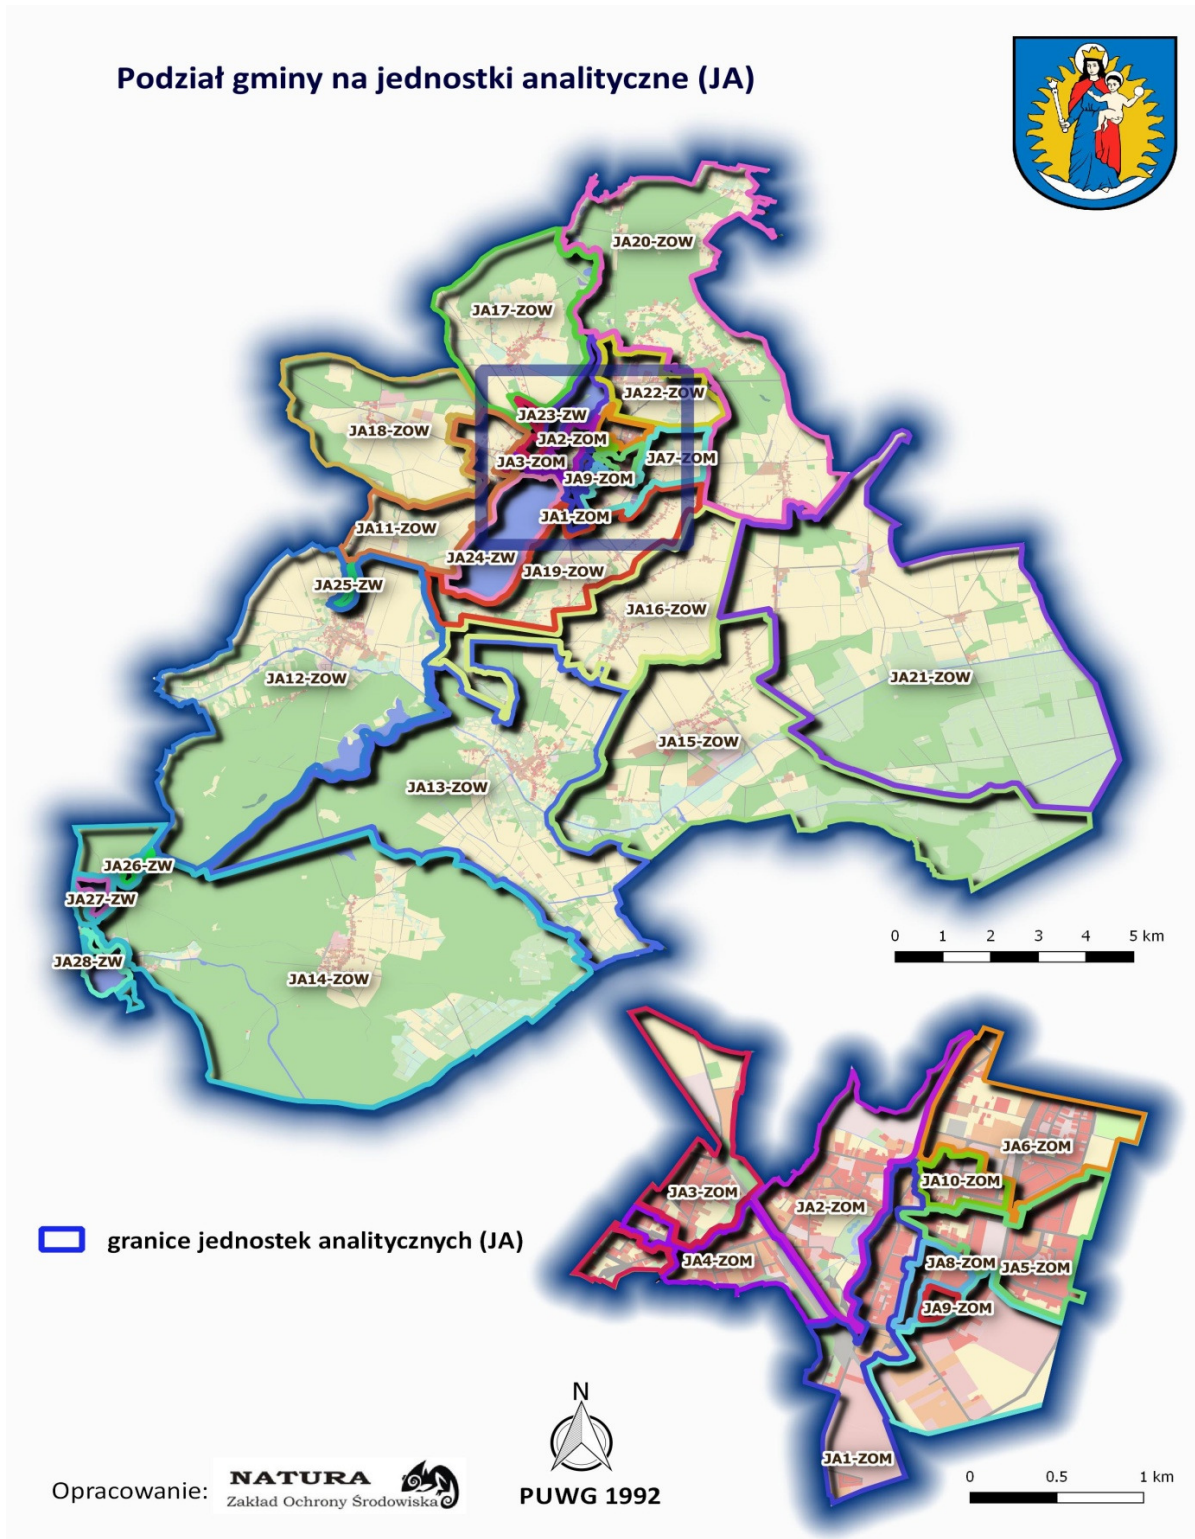 Podział gminy na jednostki analityczne (JA)
JA20-ZOW
JA17-ZOW
JA22-ZOW
JA23-ZW
JA18-ZOW
JA2-ZOM
JA3-ZOM
JA7-ZOM
JA9-ZOM
JA1-ZOM
JA11-ZOW
JA24-ZW
JA19-ZOW
JA25-ZW
JA16-ZOW
JA12-ZOW
JA21-ZOW
JA15-ZOW
JA13-ZOW
JA26-ZW
JA27-ZW
JA28-ZW
JA14-ZOW
0 1 2 3 4 5 km
JA6-ZOM
JA10-ZOM
JA3-ZOM
JA2-ZOM
JA4-ZOM
JA8-ZOM
JA5-ZOM
JA9-ZOM
JA1-ZOM
granice jednostek analitycznych (JA)
N
PUWG 1992
0 0.5 1 km
Opracowanie:
NATURA
Zakład Ochrony Środowiska